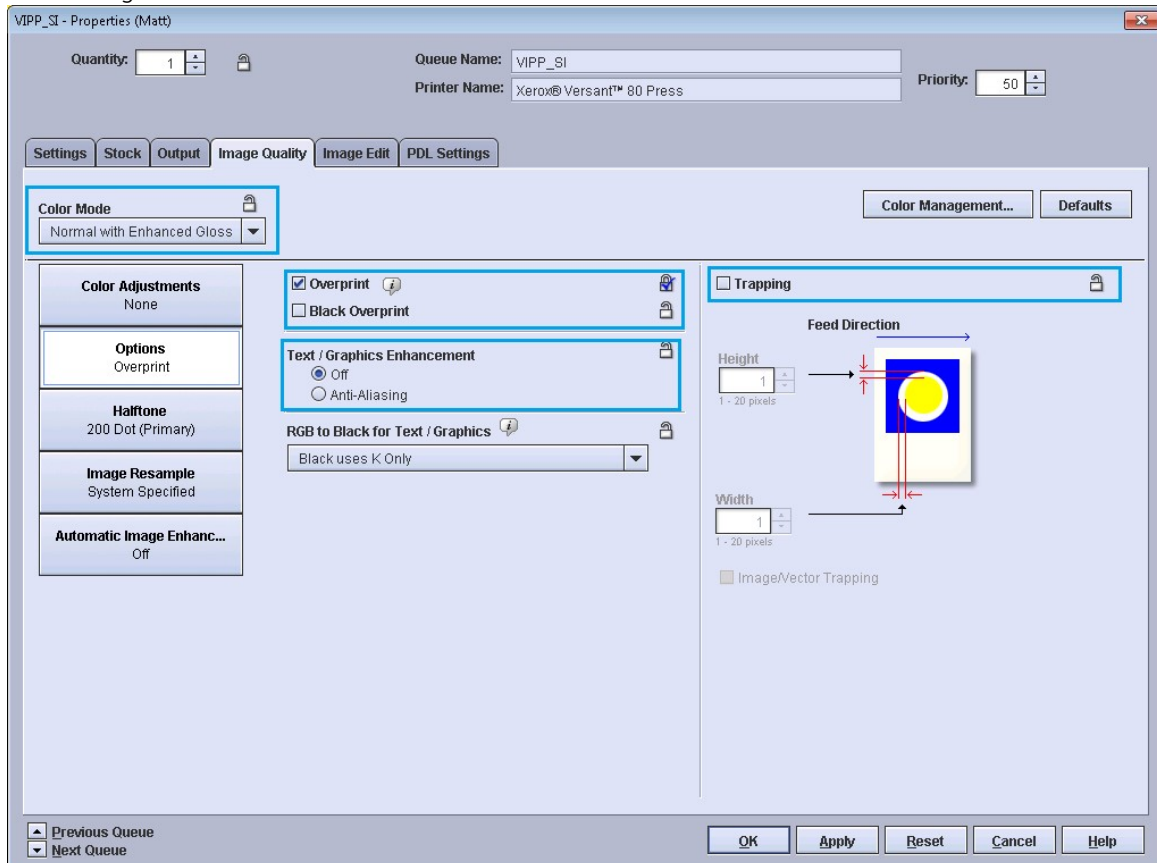 VIPP_SI - Properties (Matt)
Quantity: 1
Queue Name: VIPP_SI
Printer Name: Xerox® Versant™ 80 Press
Priority: 50
Settings
Stock
Output
Image Quality
Image Edit
PDL Settings
Color Mode
Normal with Enhanced Gloss
Color Management...
Defaults
Color Adjustments
None
Options
Overprint
Halftone
200 Dot (Primary)
Image Resample
System Specified
Automatic Image Enhanc...
Off
Overprint
Black Overprint
Text / Graphics Enhancement
Off
Anti-Aliasing
RGB to Black for Text / Graphics
Black uses K Only
Trapping
Feed Direction
Height
1
1 - 20 pixels
Width
1
1 - 20 pixels
Image/Vector Trapping
Previous Queue
Next Queue
OK
Apply
Reset
Cancel
Help